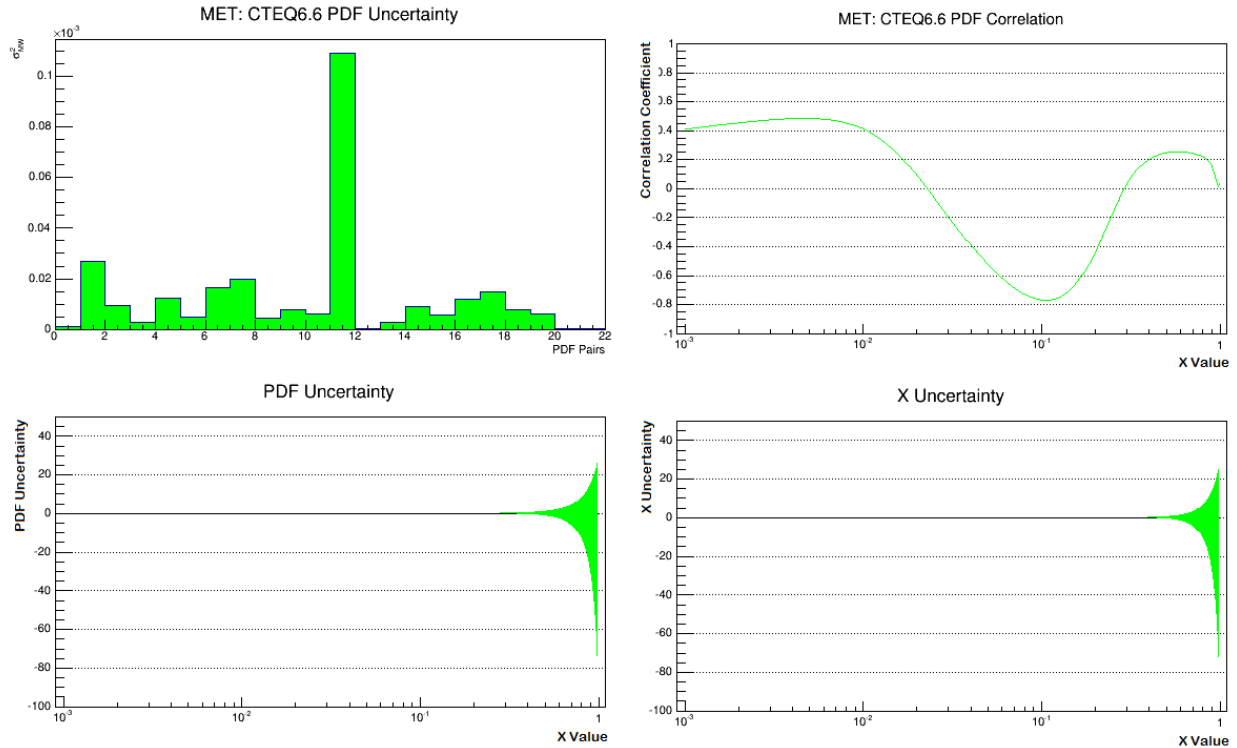 MET: CTEQ6.6 PDF Uncertainty
×10⁻³
σ²MW
0.1
0.08
0.06
0.04
0.02
0
0 2 4 6 8 10 12 14 16 18 20 22
PDF Pairs
MET: CTEQ6.6 PDF Correlation
Correlation Coefficient
1
0.8
0.6
0.4
0.2
0
-0.2
-0.4
-0.6
-0.8
-1
10⁻³ 10⁻² 10⁻¹ 1
X Value
PDF Uncertainty
PDF Uncertainty
40
20
0
-20
-40
-60
-80
-100
10⁻³ 10⁻² 10⁻¹ 1
X Value
X Uncertainty
X Uncertainty
40
20
0
-20
-40
-60
-80
-100
10⁻³ 10⁻² 10⁻¹ 1
X Value